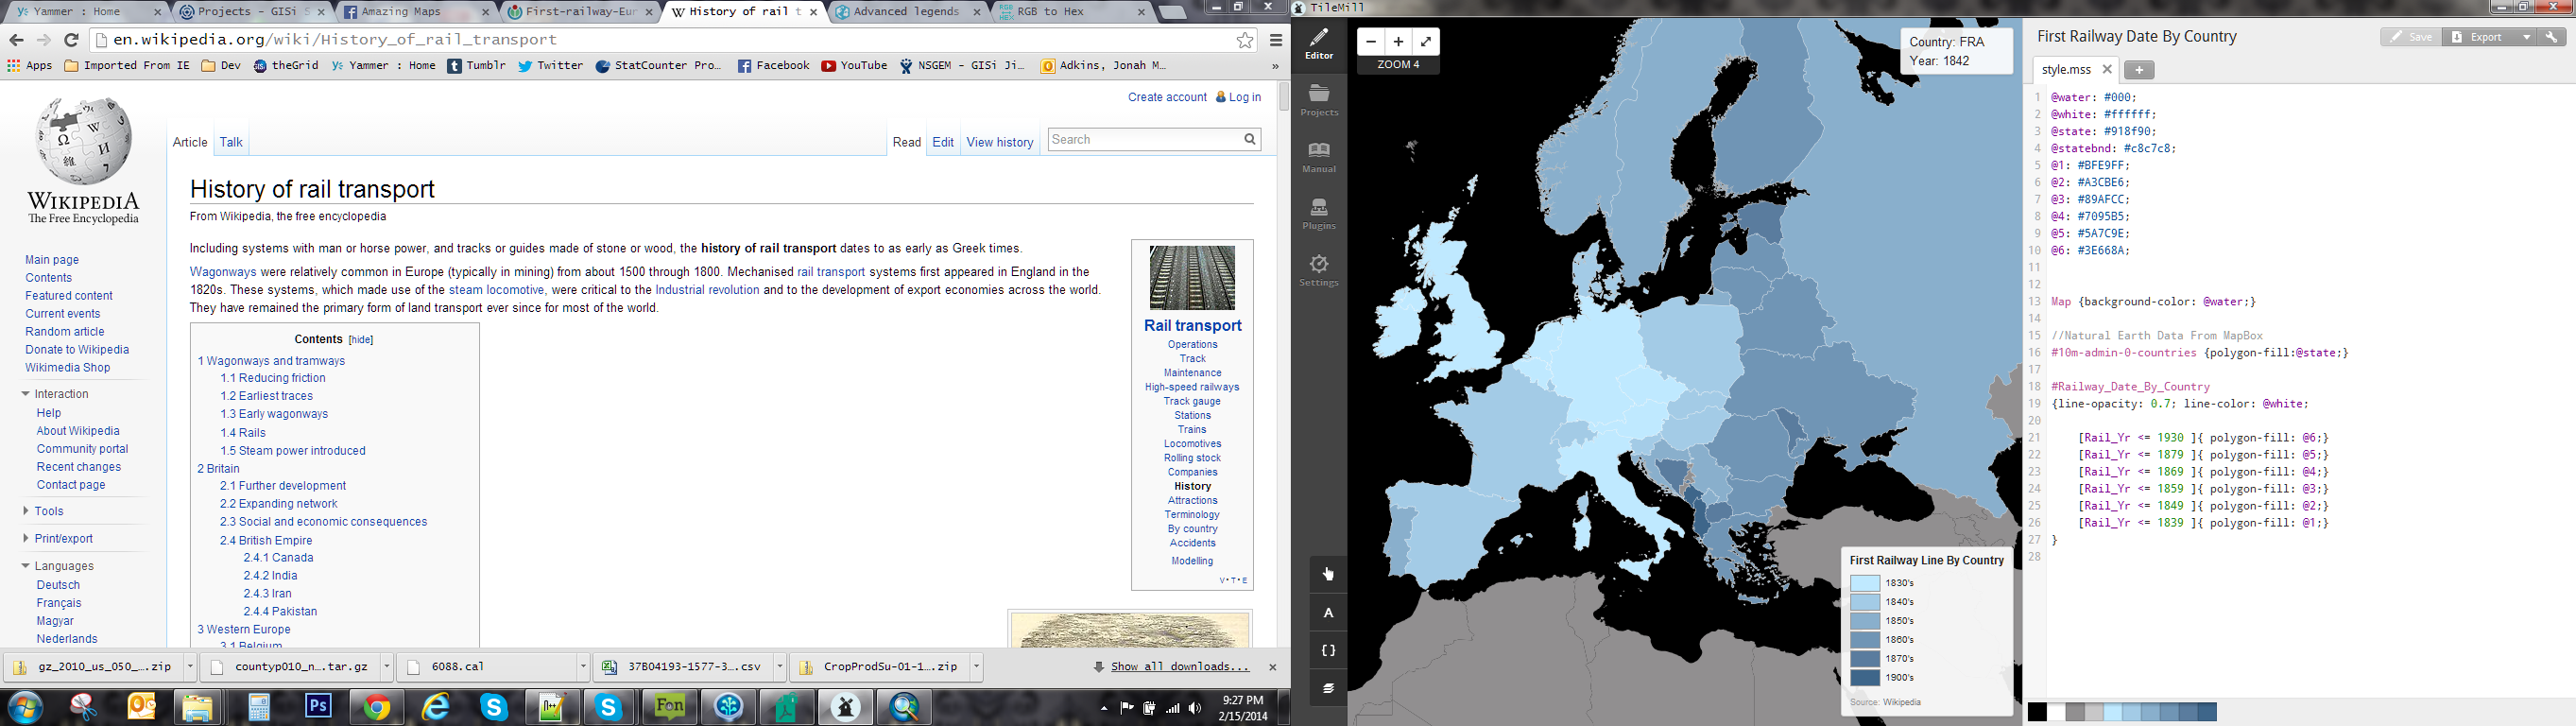 Yammer : Home
Projects - GISi S
Amazing Maps
First-railway-Eur
History of rail t
Advanced legends
RGB to Hex
en.wikipedia.org/wiki/History_of_rail_transport
Apps
Imported From IE
Dev
theGrid
Yammer : Home
Tumblr
Twitter
StatCounter Pro...
Facebook
YouTube
NSGEM - GISi Ji...
Adkins, Jonah M...
»
Create account
Log in
WIKIPEDIA
The Free Encyclopedia
Main page
Contents
Featured content
Current events
Random article
Donate to Wikipedia
Wikimedia Shop
Interaction
Help
About Wikipedia
Community portal
Recent changes
Contact page
Tools
Print/export
Languages
Deutsch
Français
Magyar
Nederlands
Article
Talk
Read
Edit
View history
Search
History of rail transport
From Wikipedia, the free encyclopedia
Including systems with man or horse power, and tracks or guides made of stone or wood, the history of rail transport dates to as early as Greek times.
Wagonways were relatively common in Europe (typically in mining) from about 1500 through 1800. Mechanised rail transport systems first appeared in England in the
1820s. These systems, which made use of the steam locomotive, were critical to the Industrial revolution and to the development of export economies across the world.
They have remained the primary form of land transport ever since for most of the world.
Contents [hide]
1 Wagonways and tramways
1.1 Reducing friction
1.2 Earliest traces
1.3 Early wagonways
1.4 Rails
1.5 Steam power introduced
2 Britain
2.1 Further development
2.2 Expanding network
2.3 Social and economic consequences
2.4 British Empire
2.4.1 Canada
2.4.2 India
2.4.3 Iran
2.4.4 Pakistan
3 Western Europe
3.1 Belgium
Rail transport
Operations
Track
Maintenance
High-speed railways
Track gauge
Stations
Trains
Locomotives
Rolling stock
Companies
History
Attractions
Terminology
By country
Accidents
Modelling
V·T·E
gz_2010_us_050_....zip
countyp010_n....tar.gz
6088.cal
37B04193-1577-3....csv
CropProdSu-01-1....zip
Show all downloads...
Ps
Fon
9:27 PM
2/15/2014
TileMill
Editor
Projects
Manual
Plugins
Settings
ZOOM 4
Country: FRA
Year: 1842
A
{ }
First Railway Line By Country
1830's
1840's
1850's
1860's
1870's
1900's
Source: Wikipedia
First Railway Date By Country
Save
Export
style.mss
+
1 @water: #000;
2 @white: #ffffff;
3 @state: #918f90;
4 @statebnd: #c8c7c8;
5 @1: #BFE9FF;
6 @2: #A3CBE6;
7 @3: #89AFCC;
8 @4: #7095B5;
9 @5: #5A7C9E;
10 @6: #3E668A;
11
12
13 Map {background-color: @water;}
14
15 //Natural Earth Data From MapBox
16 #10m-admin-0-countries {polygon-fill:@state;}
17
18 #Railway_Date_By_Country
19 {line-opacity: 0.7; line-color: @white;
20
21 [Rail_Yr <= 1930 ]{ polygon-fill: @6;}
22 [Rail_Yr <= 1879 ]{ polygon-fill: @5;}
23 [Rail_Yr <= 1869 ]{ polygon-fill: @4;}
24 [Rail_Yr <= 1859 ]{ polygon-fill: @3;}
25 [Rail_Yr <= 1849 ]{ polygon-fill: @2;}
26 [Rail_Yr <= 1839 ]{ polygon-fill: @1;}
27 }
28